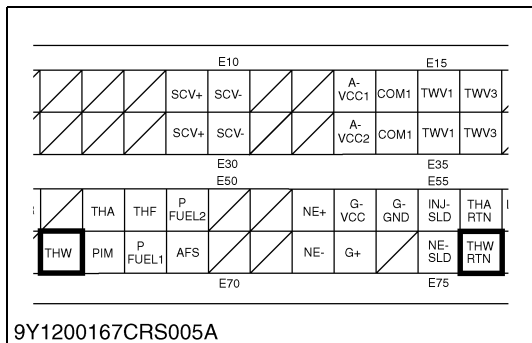 E10 E15
SCV+ SCV- A-VCC1 COM1 TWV1 TWV3
SCV+ SCV- A-VCC2 COM1 TWV1 TWV3
E30 E35
E50 E55
THA THF P FUEL2 NE+ G-VCC G-GND INJ-SLD THA RTN
THW PIM P FUEL1 AFS NE- G+ NE-SLD THW RTN
E70 E75
9Y1200167CRS005A